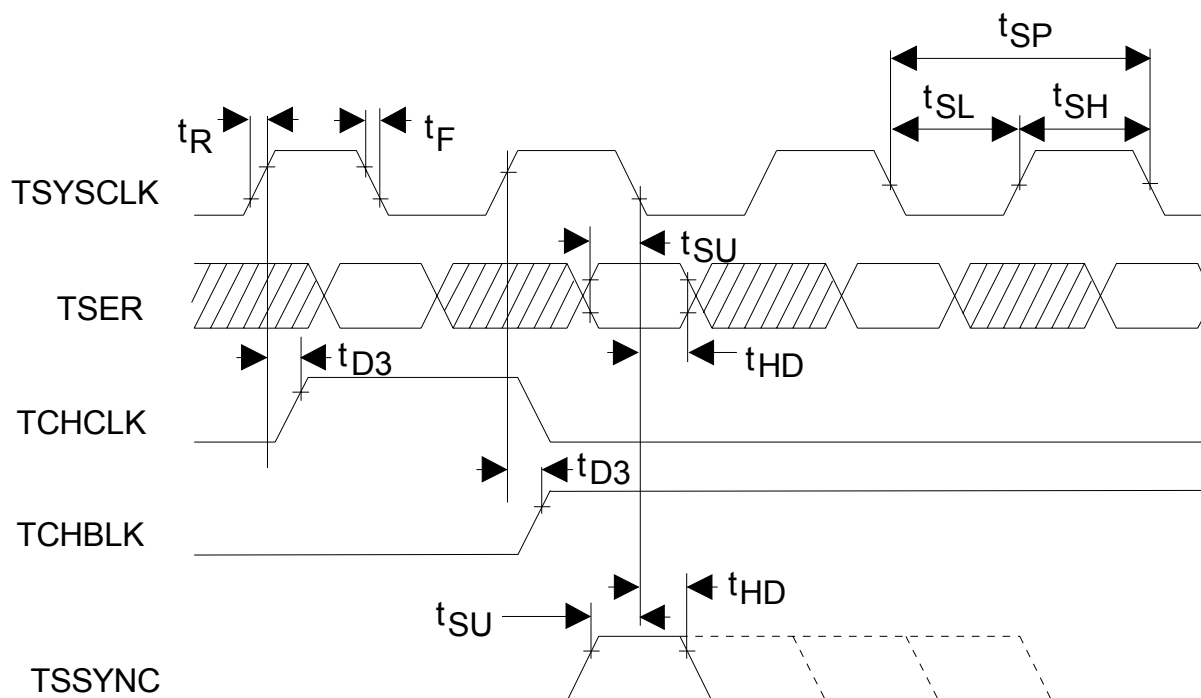 tSP
tSL
tSH
tR
tF
TSYSCLK
tSU
TSER
tD3
tHD
TCHCLK
tD3
TCHBLK
tHD
tSU
TSSYNC